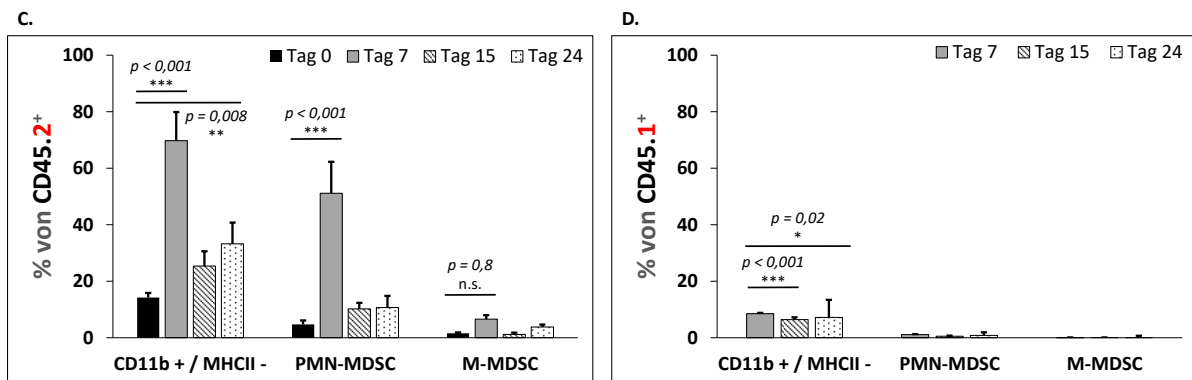 C.
Tag 0 Tag 7 Tag 15 Tag 24
100
80
60
40
20
0
% von CD45.2+
p < 0,001
***
p = 0,008
**
p < 0,001
***
p = 0,8
n.s.
CD11b + / MHCII - PMN-MDSC M-MDSC
D.
Tag 7 Tag 15 Tag 24
100
80
60
40
20
0
% von CD45.1+
p = 0,02
*
p < 0,001
***
CD11b + / MHCII - PMN-MDSC M-MDSC